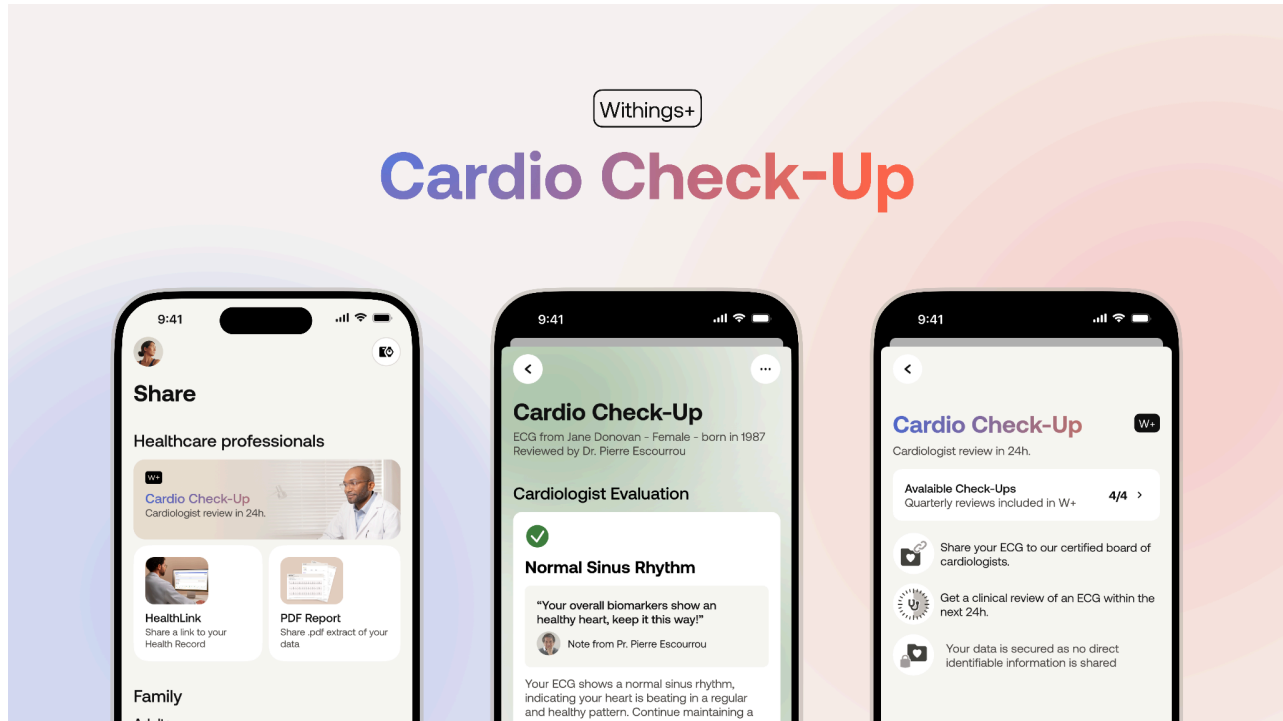 Withings+
Cardio Check-Up
9:41
Share
Healthcare professionals
W+
Cardio Check-Up
Cardiologist review in 24h.
HealthLink
Share a link to your
Health Record
PDF Report
Share .pdf extract of your
data
Family
9:41
Cardio Check-Up
ECG from Jane Donovan - Female - born in 1987
Reviewed by Dr. Pierre Escourrou
Cardiologist Evaluation
Normal Sinus Rhythm
“Your overall biomarkers show an
healthy heart, keep it this way!”
Note from Pr. Pierre Escourrou
Your ECG shows a normal sinus rhythm,
indicating your heart is beating in a regular
and healthy pattern. Continue maintaining a
9:41
Cardio Check-Up
W+
Cardiologist review in 24h.
Avalaible Check-Ups
Quarterly reviews included in W+
4/4
Share your ECG to our certified board of
cardiologists.
Get a clinical review of an ECG within the
next 24h.
Your data is secured as no direct
identifiable information is shared